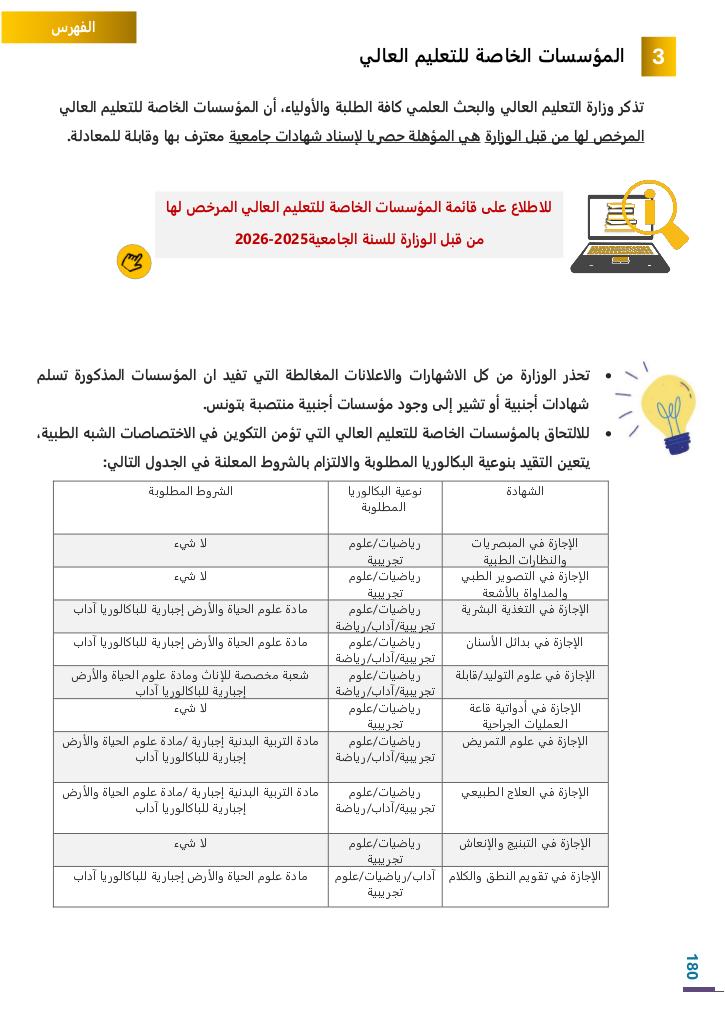 الفهرس
3
المؤسسات الخاصة للتعليم العالي
تذكر وزارة التعليم العالي والبحث العلمي كافة الطلبة والأولياء، أن المؤسسات الخاصة للتعليم العالي
المرخص لها من قبل الوزارة هي المؤهلة حصريا لإسناد شهادات جامعية معترف بها وقابلة للمعادلة.
للاطلاع على قائمة المؤسسات الخاصة للتعليم العالي المرخص لها
من قبل الوزارة للسنة الجامعية2025-2026
• تحذر الوزارة من كل الاشهارات والاعلانات المغالطة التي تفيد ان المؤسسات المذكورة تسلم
شهادات أجنبية أو تشير إلى وجود مؤسسات أجنبية منتصبة بتونس.
• للالتحاق بالمؤسسات الخاصة للتعليم العالي التي تؤمن التكوين في الاختصاصات الشبه الطبية،
يتعين التقيد بنوعية البكالوريا المطلوبة والالتزام بالشروط المعلنة في الجدول التالي:
الشهادة نوعية البكالوريا الشروط المطلوبة
المطلوبة
الإجازة في المبصريات رياضيات/علوم لا شيء
والنظارات الطبية تجريبية
الإجازة في التصوير الطبي رياضيات/علوم لا شيء
والمداواة بالأشعة تجريبية
الإجازة في التغذية البشرية رياضيات/علوم مادة علوم الحياة والأرض إجبارية للباكالوريا آداب
تجريبية/آداب/رياضة
الإجازة في بدائل الأسنان رياضيات/علوم مادة علوم الحياة والأرض إجبارية للباكالوريا آداب
تجريبية/آداب/رياضة
الإجازة في علوم التوليد/قابلة رياضيات/علوم شعبة مخصصة للإناث ومادة علوم الحياة والأرض
تجريبية/آداب/رياضة إجبارية للباكالوريا آداب
الإجازة في أدواتية قاعة رياضيات/علوم لا شيء
العمليات الجراحية تجريبية
الإجازة في علوم التمريض رياضيات/علوم مادة التربية البدنية إجبارية /مادة علوم الحياة والأرض
تجريبية/آداب/رياضة إجبارية للباكالوريا آداب
الإجازة في العلاج الطبيعي رياضيات/علوم مادة التربية البدنية إجبارية /مادة علوم الحياة والأرض
تجريبية/آداب/رياضة إجبارية للباكالوريا آداب
الإجازة في التبنيج والإنعاش رياضيات/علوم لا شيء
تجريبية
الإجازة في تقويم النطق والكلام آداب/رياضيات/علوم مادة علوم الحياة والأرض إجبارية للباكالوريا آداب
تجريبية
180